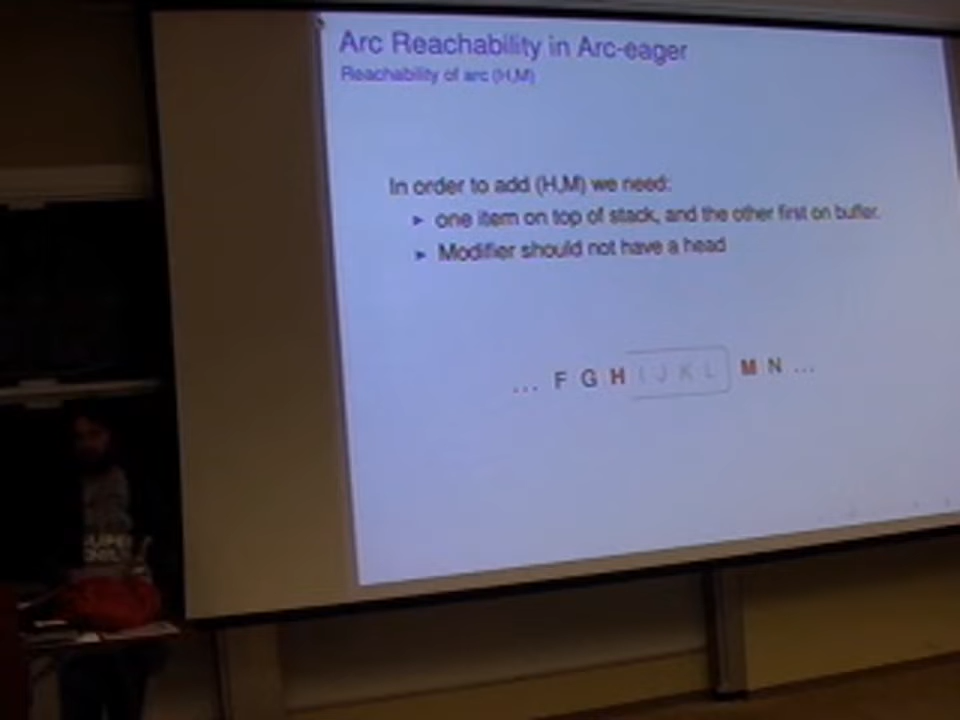 Arc Reachability in Arc-eager
Reachability of arc (H,M)
In order to add (H,M) we need:
► one item on top of stack, and the other first on buffer.
► Modifier should not have a head
... F G H I J K L M N ...